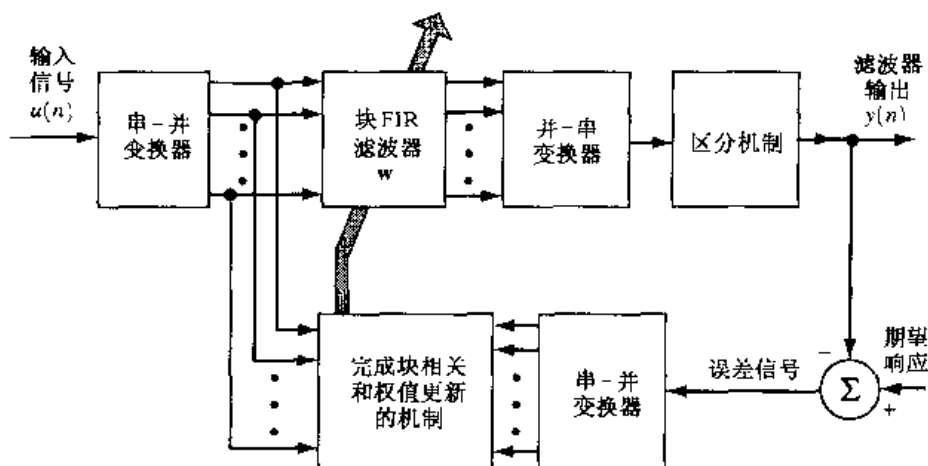 输入
信号
u(n)
串-并
变换器
块FIR
滤波器
w
并-串
变换器
区分机制
滤波器
输出
y(n)
完成块相关
和权值更新
的机制
串-并
变换器
误差信号
-
Σ
+
期望
响应